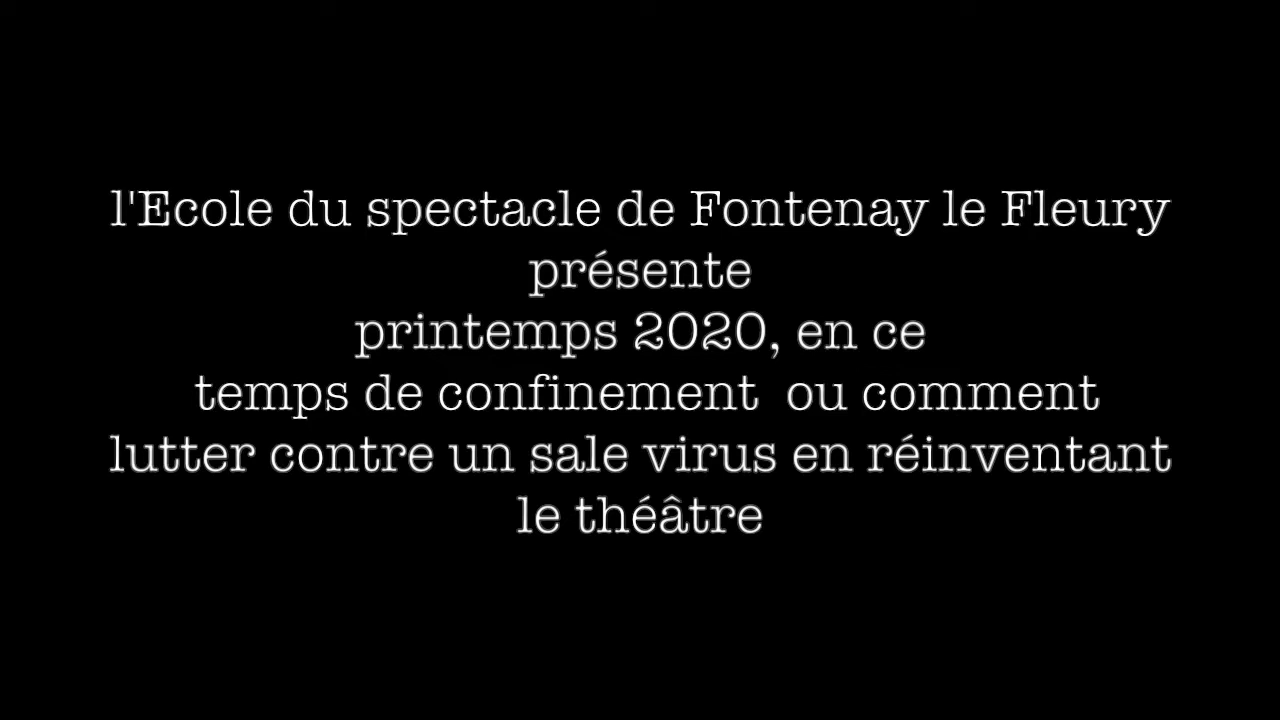 l'Ecole du spectacle de Fontenay le Fleury
présente
printemps 2020, en ce
temps de confinement  ou comment
lutter contre un sale virus en réinventant
le théâtre